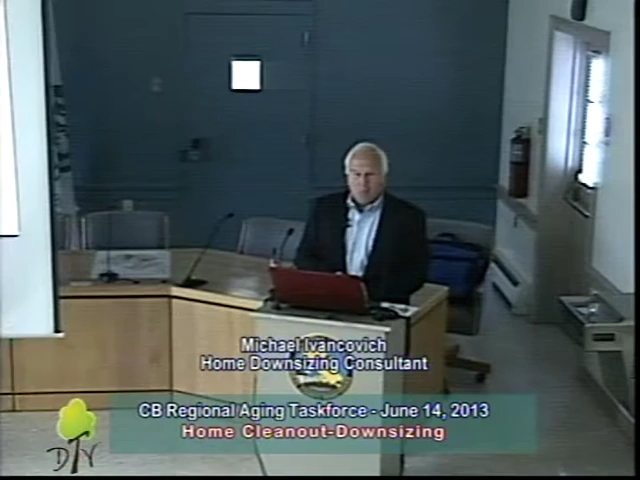 Michael Ivancovich
Home Downsizing Consultant
CB Regional Aging Taskforce - June 14, 2013
Home Cleanout-Downsizing
DTV